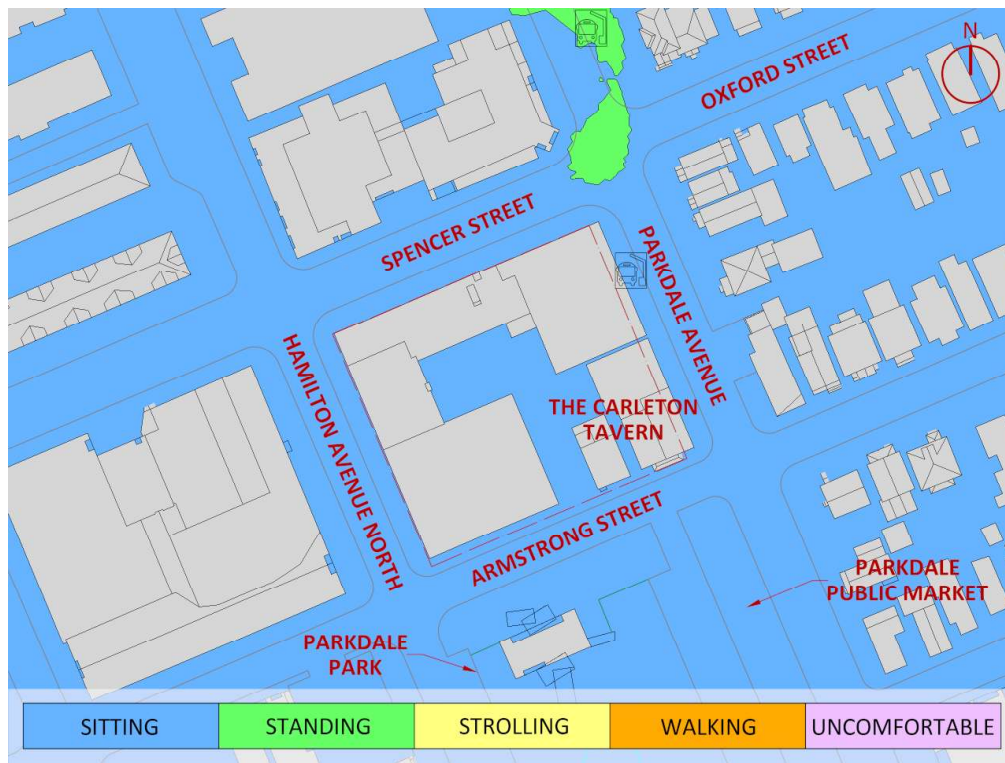 N
OXFORD STREET
SPENCER STREET
PARKDALE AVENUE
HAMILTON AVENUE NORTH
THE CARLETON
TAVERN
ARMSTRONG STREET
PARKDALE
PUBLIC MARKET
PARKDALE
PARK
SITTING
STANDING
STROLLING
WALKING
UNCOMFORTABLE